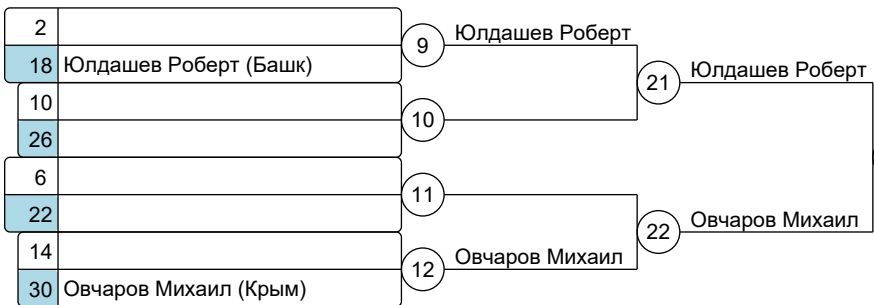 2
9 Юлдашев Роберт
18 Юлдашев Роберт (Башк)
21 Юлдашев Роберт
10
10
26
6
11
22
22 Овчаров Михаил
14
12 Овчаров Михаил
30 Овчаров Михаил (Крым)